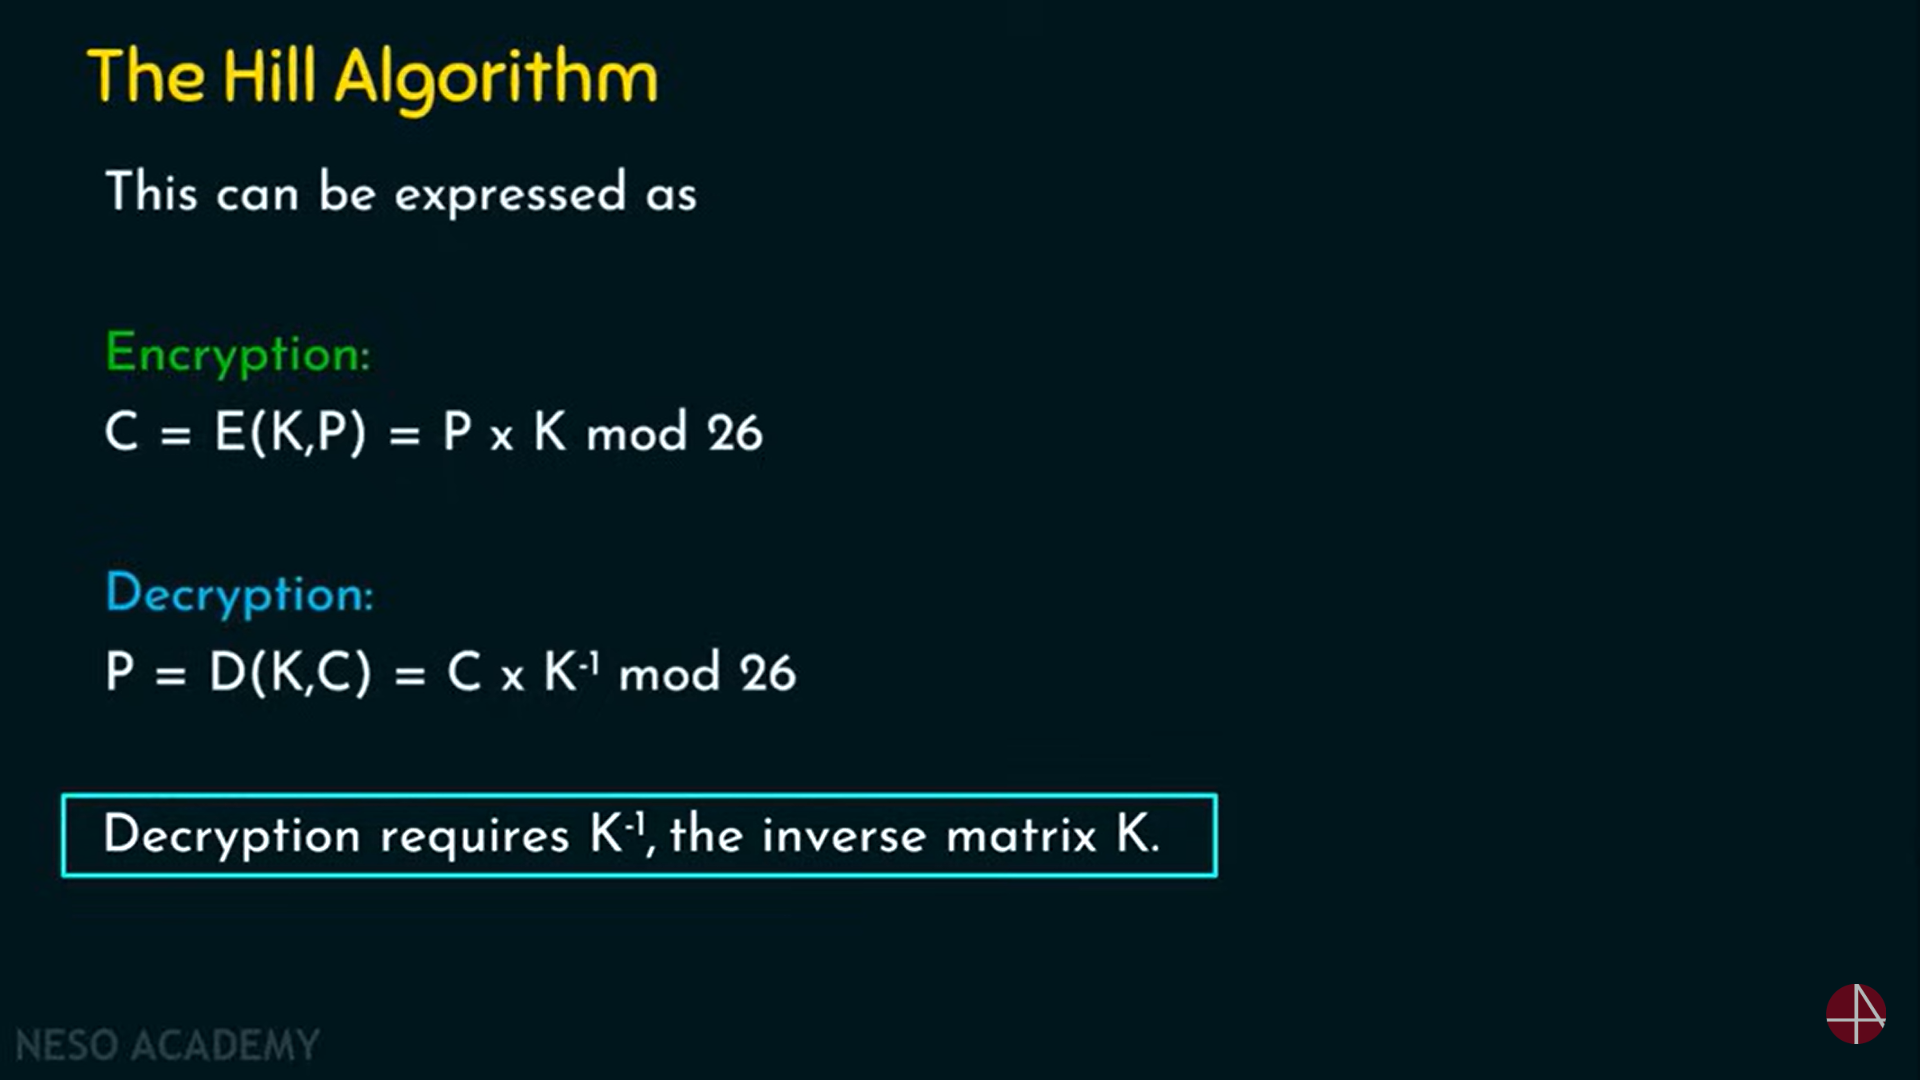 The Hill Algorithm
This can be expressed as
Encryption:
C = E(K,P) = P x K mod 26
Decryption:
P = D(K,C) = C x K⁻¹ mod 26
Decryption requires K⁻¹, the inverse matrix K.
NESO ACADEMY